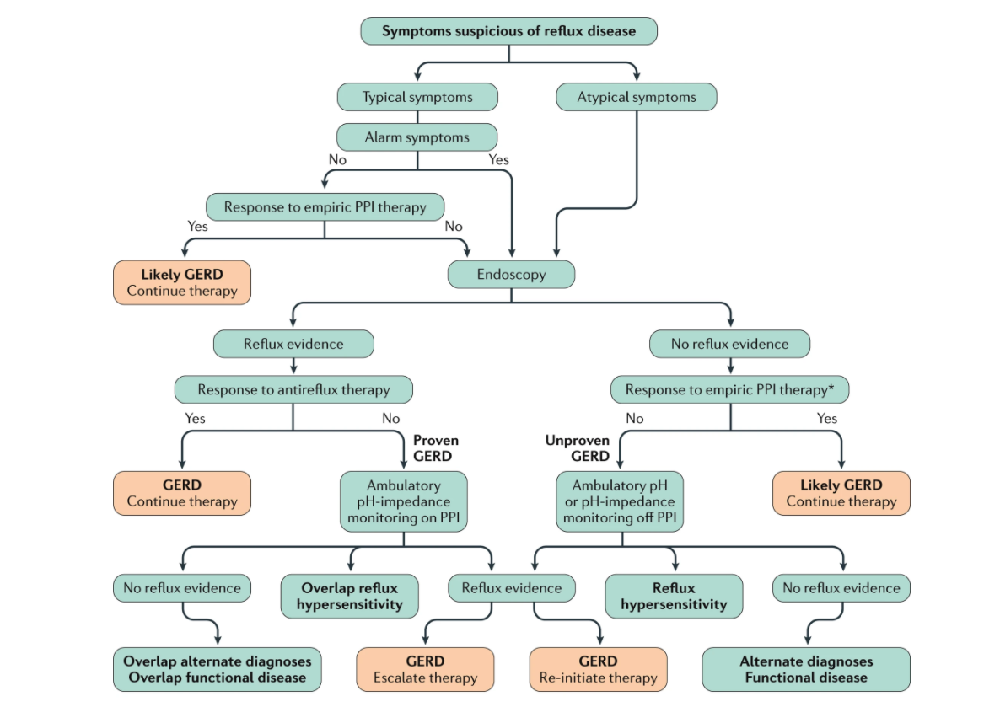 Symptoms suspicious of reflux disease
Typical symptoms
Atypical symptoms
Alarm symptoms
No
Yes
Response to empiric PPI therapy
Yes
No
Likely GERD
Continue therapy
Endoscopy
Reflux evidence
No reflux evidence
Response to antireflux therapy
Response to empiric PPI therapy*
Yes
No
No
Yes
Proven
GERD
Unproven
GERD
GERD
Continue therapy
Ambulatory
pH-impedance
monitoring on PPI
Ambulatory pH
or pH-impedance
monitoring off PPI
Likely GERD
Continue therapy
No reflux evidence
Overlap reflux
hypersensitivity
Reflux evidence
Reflux
hypersensitivity
No reflux evidence
Overlap alternate diagnoses
Overlap functional disease
GERD
Escalate therapy
GERD
Re-initiate therapy
Alternate diagnoses
Functional disease